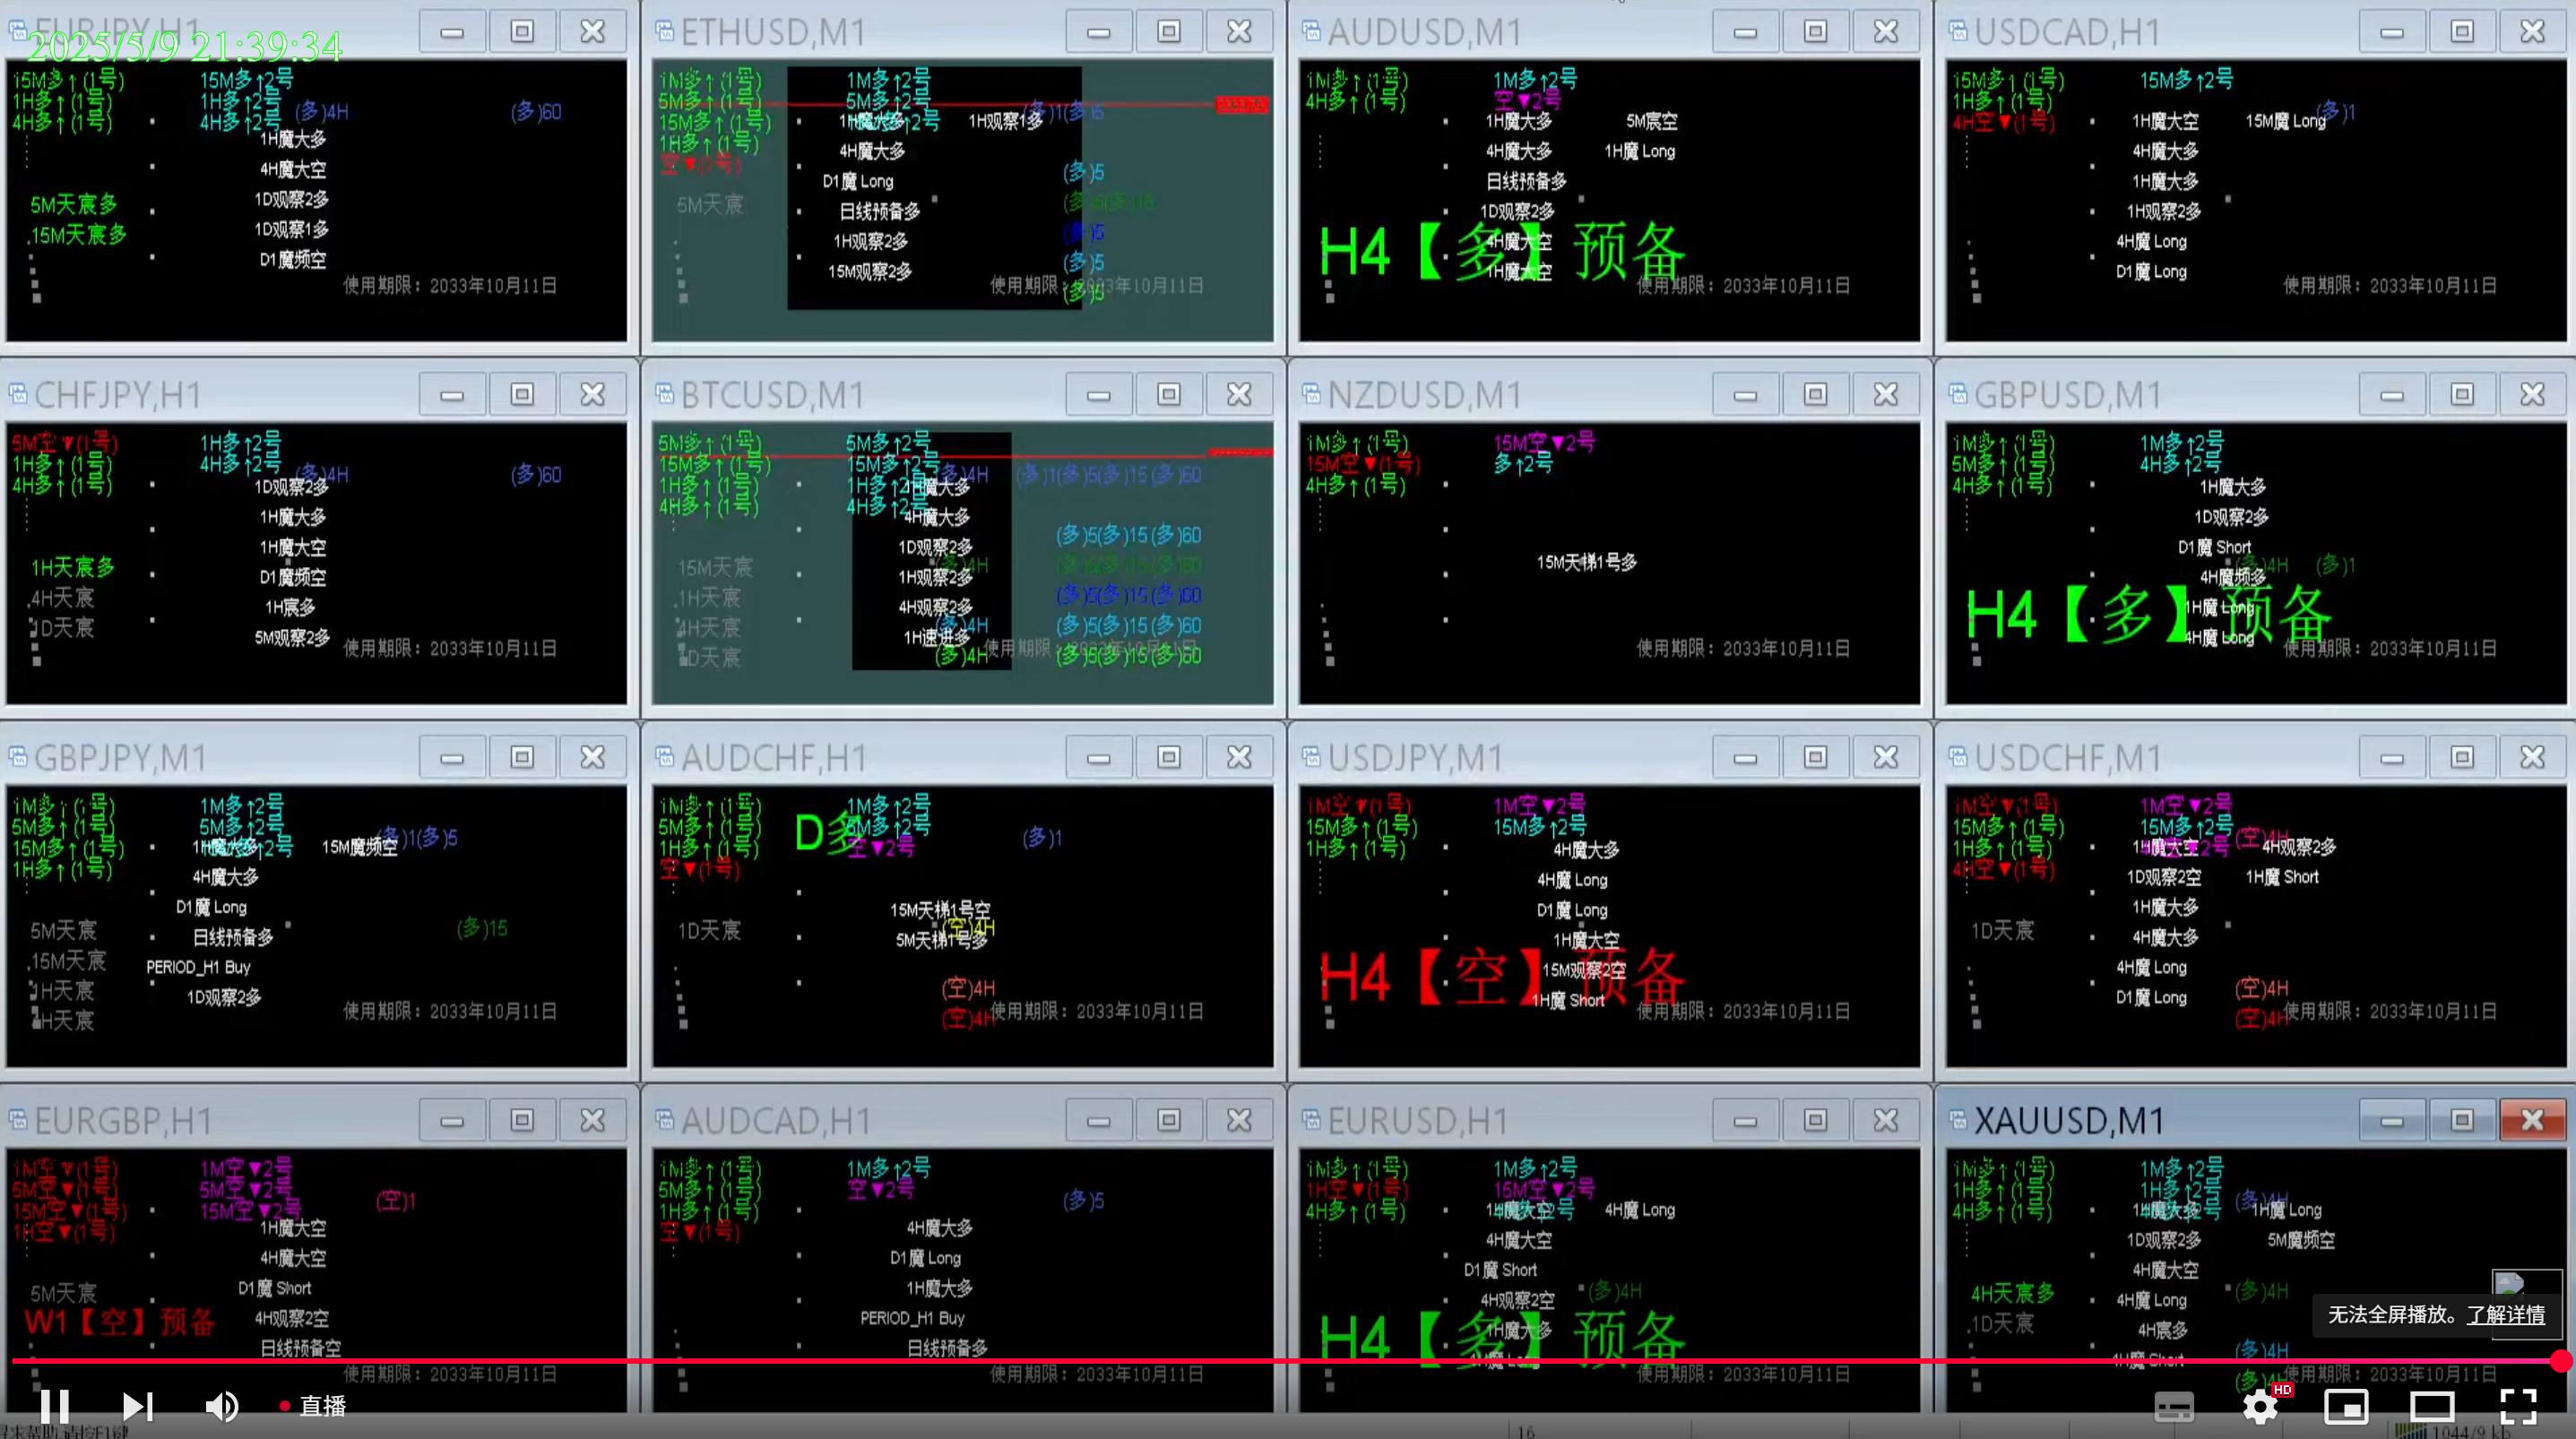 EURJPY,H1
2025/5/9 21:39:34
15M多↑(1号) 15M多↑2号
1H多↑(1号) 1H多↑2号 (多)4H (多)60
4H多↑(1号) 4H多↑2号
1H魔大多
4H魔大空
5M天宸多 1D观察2多
15M天宸多 1D观察1多
D1魔频空
使用期限：2033年10月11日
ETHUSD,M1
1M多↑(1号) 1M多↑2号
5M多↑(1号) 5M多↑2号
15M多↑(1号) 1H魔大多 1H观察1多
1H多↑(1号) 4H魔大多
空▼(1号) (多)5
D1魔 Long
5M天宸 日线预备多
1H观察2多 (多)5
15M观察2多 (多)5
(多)5
AUDUSD,M1
1M多↑(1号) 1M多↑2号
4H多↑(1号) 空▼2号
1H魔大多 5M宸空
4H魔大多 1H魔 Long
日线预备多
1D观察2多
H4【多】预备
4H魔大空
1H魔大空
使用期限：2033年10月11日
USDCAD,H1
15M多↑(1号) 15M多↑2号
1H多↑(1号) (多)1
4H空▼(1号) 1H魔大空 15M魔 Long
4H魔大多
1H魔大多
1H观察2多
4H魔 Long
D1魔 Long
使用期限：2033年10月11日
CHFJPY,H1
5M空▼(1号) 1H多↑2号
1H多↑(1号) 4H多↑2号 (多)4H (多)60
4H多↑(1号) 1D观察2多
1H魔大多
1H魔大空
1H天宸多 D1魔频空
4H天宸 1H宸多
1D天宸 5M观察2多
使用期限：2033年10月11日
BTCUSD,M1
5M多↑(1号) 5M多↑2号
15M多↑(1号) 15M多↑2号 (多)4H (多)1(多)5(多)15(多)60
1H多↑(1号) 1H多↑2号
4H多↑(1号) 4H多↑2号 4H魔大多
1D观察2多 (多)5(多)15(多)60
15M天宸 1H观察2多
1H天宸 4H观察2多 (多)5(多)15(多)60
4H天宸 1H速进多 (多)5(多)15(多)60
1D天宸 (多)4H (多)5(多)15(多)60
NZDUSD,M1
1M多↑(1号) 15M空▼2号
15M空▼(1号) 多↑2号
4H多↑(1号)
15M天梯1号多
使用期限：2033年10月11日
GBPUSD,M1
1M多↑(1号) 1M多↑2号
5M多↑(1号) 4H多↑2号
4H多↑(1号) 1H魔大多
1D观察2多
D1魔 Short
(多)4H (多)1
4H魔频多
H4【多】预备
1H魔 Long
4H魔 Long
使用期限：2033年10月11日
GBPJPY,M1
1M多↑(1号) 1M多↑2号
5M多↑(1号) 5M多↑2号 (多)1(多)5
15M多↑(1号) 1H魔大多 15M魔频空
1H多↑(1号) 4H魔大多
D1魔 Long
5M天宸 日线预备多 (多)15
15M天宸 PERIOD_H1 Buy
1H天宸 1D观察2多
4H天宸
使用期限：2033年10月11日
AUDCHF,H1
1M多↑(1号) 1M多↑2号
5M多↑(1号) D多 5M多↑2号 (多)1
1H多↑(1号) 空▼2号
空▼(1号)
15M天梯1号空
1D天宸 (空)4H
5M天梯1号多
(空)4H
(空)4H
使用期限：2033年10月11日
USDJPY,M1
1M空▼(1号) 1M空▼2号
15M多↑(1号) 15M多↑2号
1H多↑(1号) 4H魔大多
4H魔 Long
D1魔 Long
1H魔大空
H4【空】预备
15M观察2空
1H魔 Short
使用期限：2033年10月11日
USDCHF,M1
1M空▼(1号) 1M空▼2号
15M多↑(1号) 15M多↑2号 (空)4H
1H多↑(1号) 1H魔大空 4H观察2多
4H空▼(1号) 1D观察2空 1H魔 Short
1H魔大多
1D天宸 4H魔大多
4H魔 Long
D1魔 Long (空)4H
(空)4H
使用期限：2033年10月11日
EURGBP,H1
1M空▼(1号) 1M空▼2号
5M空▼(1号) 5M空▼2号 (空)1
15M空▼(1号) 15M空▼2号
1H空▼(1号) 1H魔大空
4H魔大空
5M天宸 D1魔 Short
W1【空】预备 4H观察2空
日线预备空
使用期限：2033年10月11日
AUDCAD,H1
1M多↑(1号) 1M多↑2号
5M多↑(1号) 空▼2号 (多)5
1H多↑(1号)
空▼(1号) 4H魔大多
D1魔 Long
1H魔大多
PERIOD_H1 Buy
日线预备多
使用期限：2033年10月11日
EURUSD,H1
1M多↑(1号) 1M多↑2号
1H空▼(1号) 15M空▼2号
4H多↑(1号) 1H魔大空 4H魔 Long
4H魔大空
D1魔 Short
4H观察2空 (多)4H
H4【多】预备
1H魔大多
使用期限：2033年10月11日
XAUUSD,M1
1M多↑(1号) 1M多↑2号
1H多↑(1号) 1H多↑2号 (多)4H
4H多↑(1号) 1H魔大多 1H魔 Long
1D观察2多 5M魔频空
4H魔大空
4H天宸多 4H魔 Long (多)4H
1D天宸 4H宸多
(多)4H
使用期限：2033年10月11日
无法全屏播放。了解详情
直播
HD
16